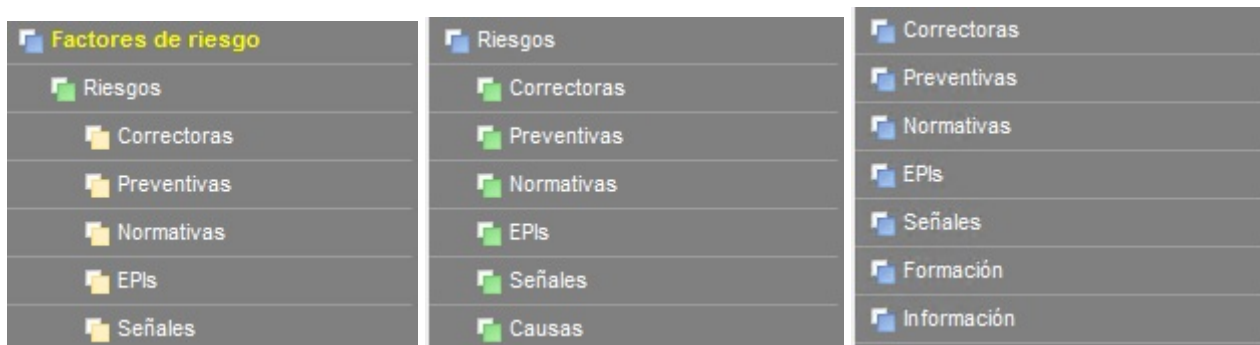 Factores de riesgo
Riesgos
Correctoras
Preventivas
Normativas
EPIs
Señales
Riesgos
Correctoras
Preventivas
Normativas
EPIs
Señales
Causas
Correctoras
Preventivas
Normativas
EPIs
Señales
Formación
Información